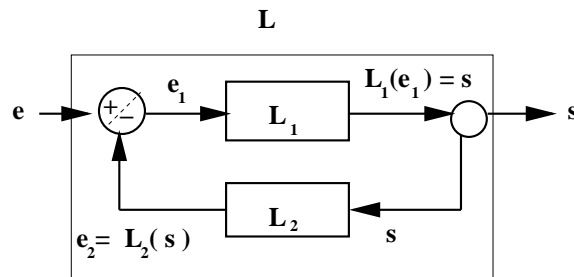 L
e
+
−
e₁
L₁
L₁(e₁) = s
s
e₂= L₂( s )
L₂
s